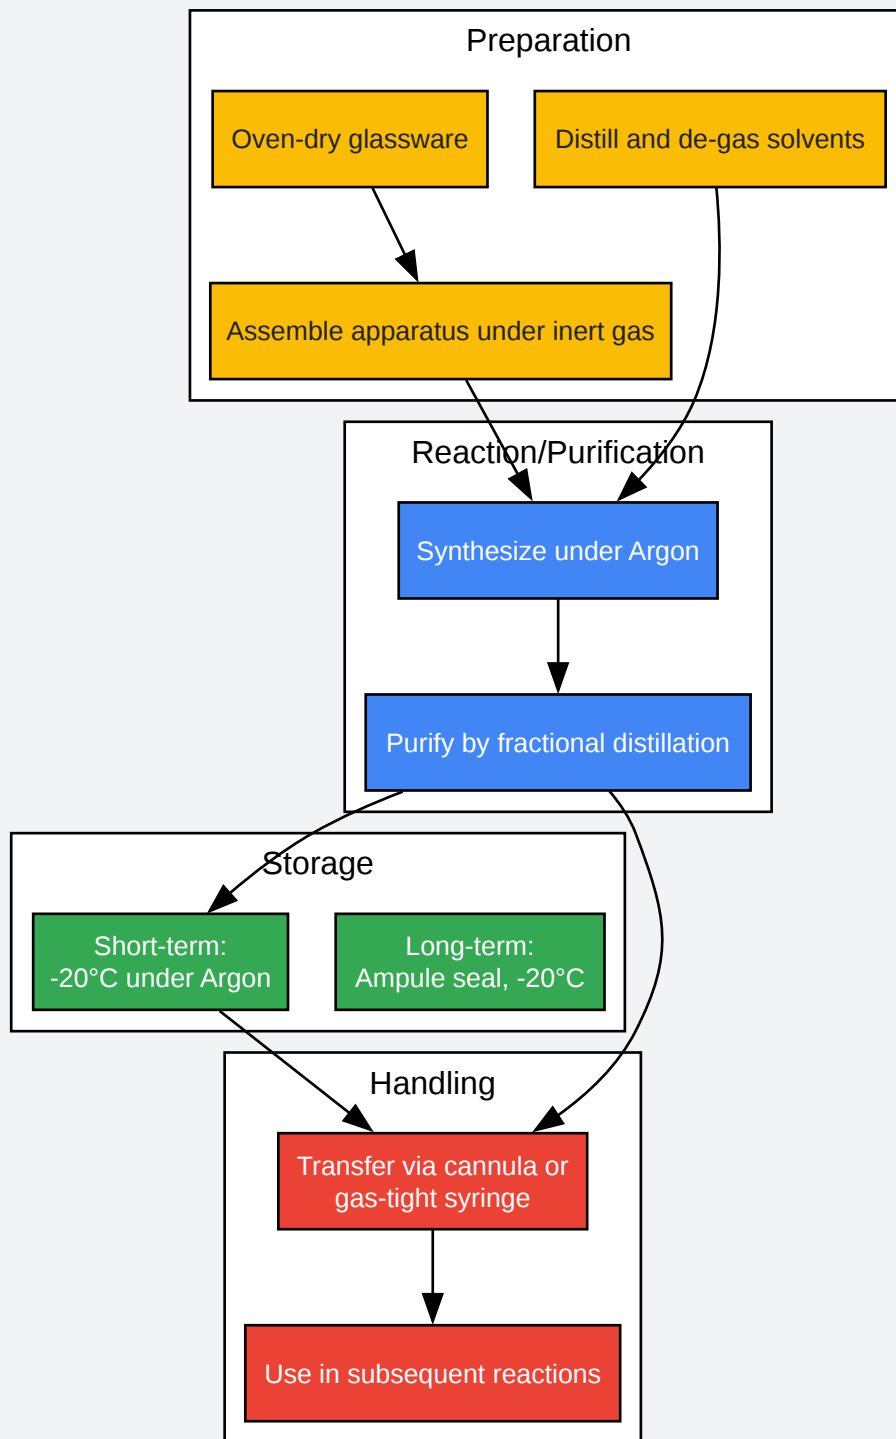 Preparation
Oven-dry glassware
Distill and de-gas solvents
Assemble apparatus under inert gas
Reaction/Purification
Synthesize under Argon
Purify by fractional distillation
Storage
Short-term:
-20°C under Argon
Long-term:
Ampule seal, -20°C
Handling
Transfer via cannula or
gas-tight syringe
Use in subsequent reactions